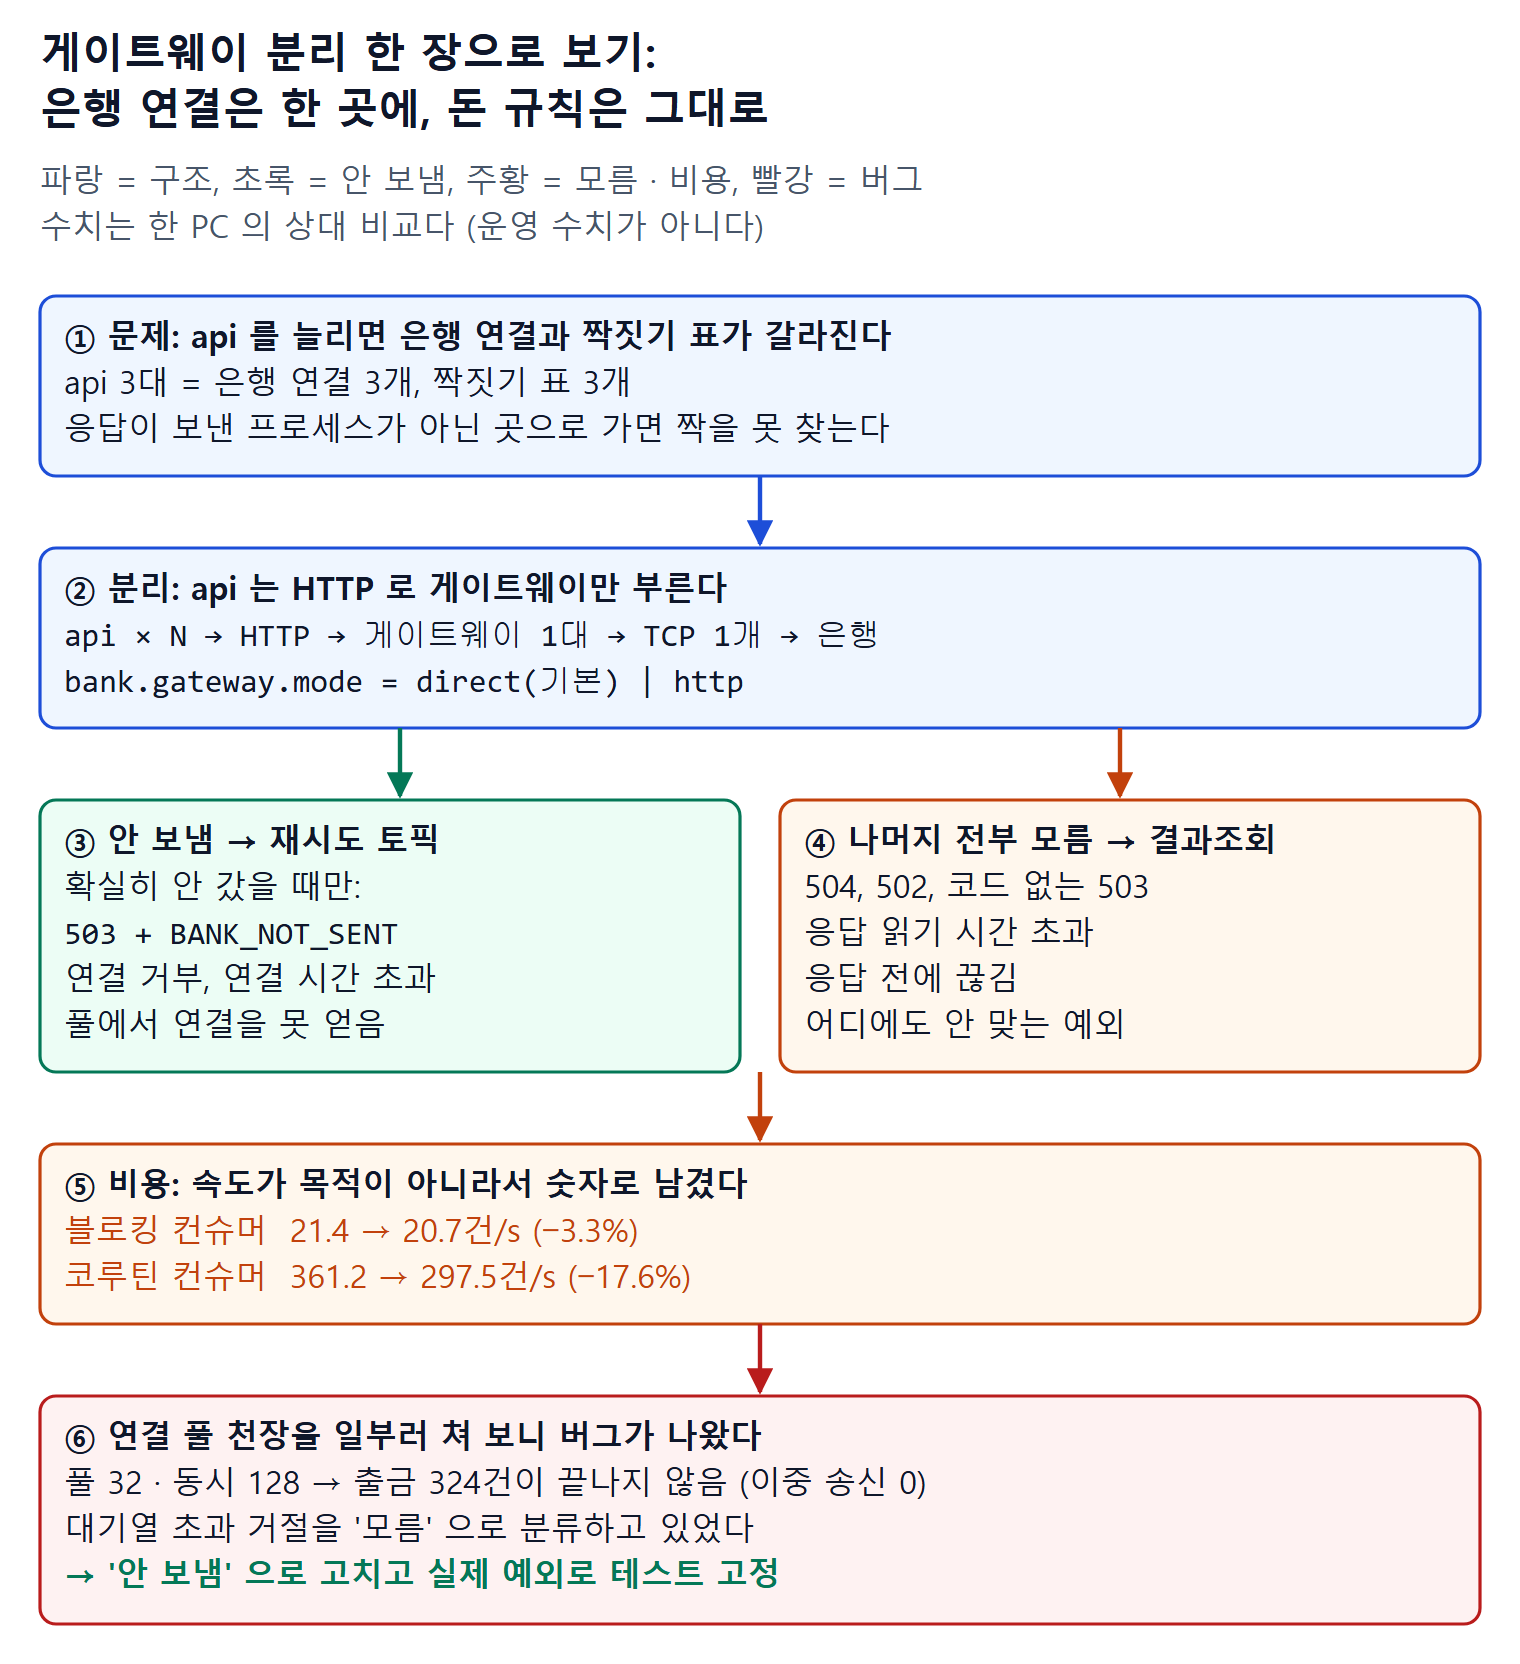 게이트웨이 분리 한 장으로 보기:
은행 연결은 한 곳에, 돈 규칙은 그대로
파랑 = 구조, 초록 = 안 보냄, 주황 = 모름 · 비용, 빨강 = 버그
수치는 한 PC 의 상대 비교다 (운영 수치가 아니다)
① 문제: api 를 늘리면 은행 연결과 짝짓기 표가 갈라진다
api 3대 = 은행 연결 3개, 짝짓기 표 3개
응답이 보낸 프로세스가 아닌 곳으로 가면 짝을 못 찾는다
② 분리: api 는 HTTP 로 게이트웨이만 부른다
api × N → HTTP → 게이트웨이 1대 → TCP 1개 → 은행
bank.gateway.mode = direct(기본) | http
③ 안 보냄 → 재시도 토픽
확실히 안 갔을 때만:
503 + BANK_NOT_SENT
연결 거부, 연결 시간 초과
풀에서 연결을 못 얻음
④ 나머지 전부 모름 → 결과조회
504, 502, 코드 없는 503
응답 읽기 시간 초과
응답 전에 끊김
어디에도 안 맞는 예외
⑤ 비용: 속도가 목적이 아니라서 숫자로 남겼다
블로킹 컨슈머 21.4 → 20.7건/s (−3.3%)
코루틴 컨슈머 361.2 → 297.5건/s (−17.6%)
⑥ 연결 풀 천장을 일부러 쳐 보니 버그가 나왔다
풀 32 · 동시 128 → 출금 324건이 끝나지 않음 (이중 송신 0)
대기열 초과 거절을 '모름' 으로 분류하고 있었다
→ '안 보냄' 으로 고치고 실제 예외로 테스트 고정